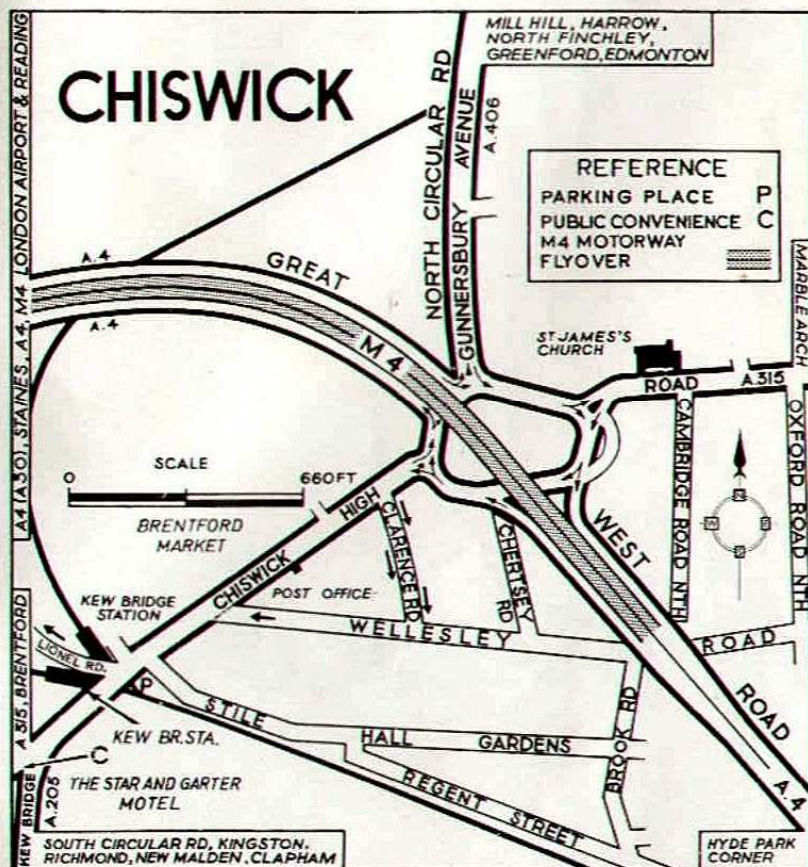 CHISWICK
MILL HILL, HARROW,
NORTH FINCHLEY,
GREENFORD, EDMONTON
A4 (A30), STAINES, A4, M4 LONDON AIRPORT & READING
NORTH CIRCULAR RD
GUNNERSBURY AVENUE
A.406
REFERENCE
PARKING PLACE P
PUBLIC CONVENIENCE C
M4 MOTORWAY
FLYOVER
MARBLE ARCH
A.4
GREAT
A.4
M4
ST JAMES'S
CHURCH
ROAD
A.315
CAMBRIDGE ROAD NTH
OXFORD ROAD NTH
SCALE
0 660FT
BRENTFORD
MARKET
CHISWICK HIGH
CLARENCE RD
CHERTSEY RD
WEST
N
W E
S
POST OFFICE
KEW BRIDGE
STATION
WELLESLEY
ROAD
ROAD
A.4
LIONEL RD.
A 315, BRENTFORD
P
STILE
HALL GARDENS
BROOK RD
KEW BR. STA.
REGENT STREET
C
THE STAR AND GARTER
MOTEL
KEW BRIDGE
A.205
SOUTH CIRCULAR RD, KINGSTON.
RICHMOND, NEW MALDEN. CLAPHAM
HYDE PARK
CORNER